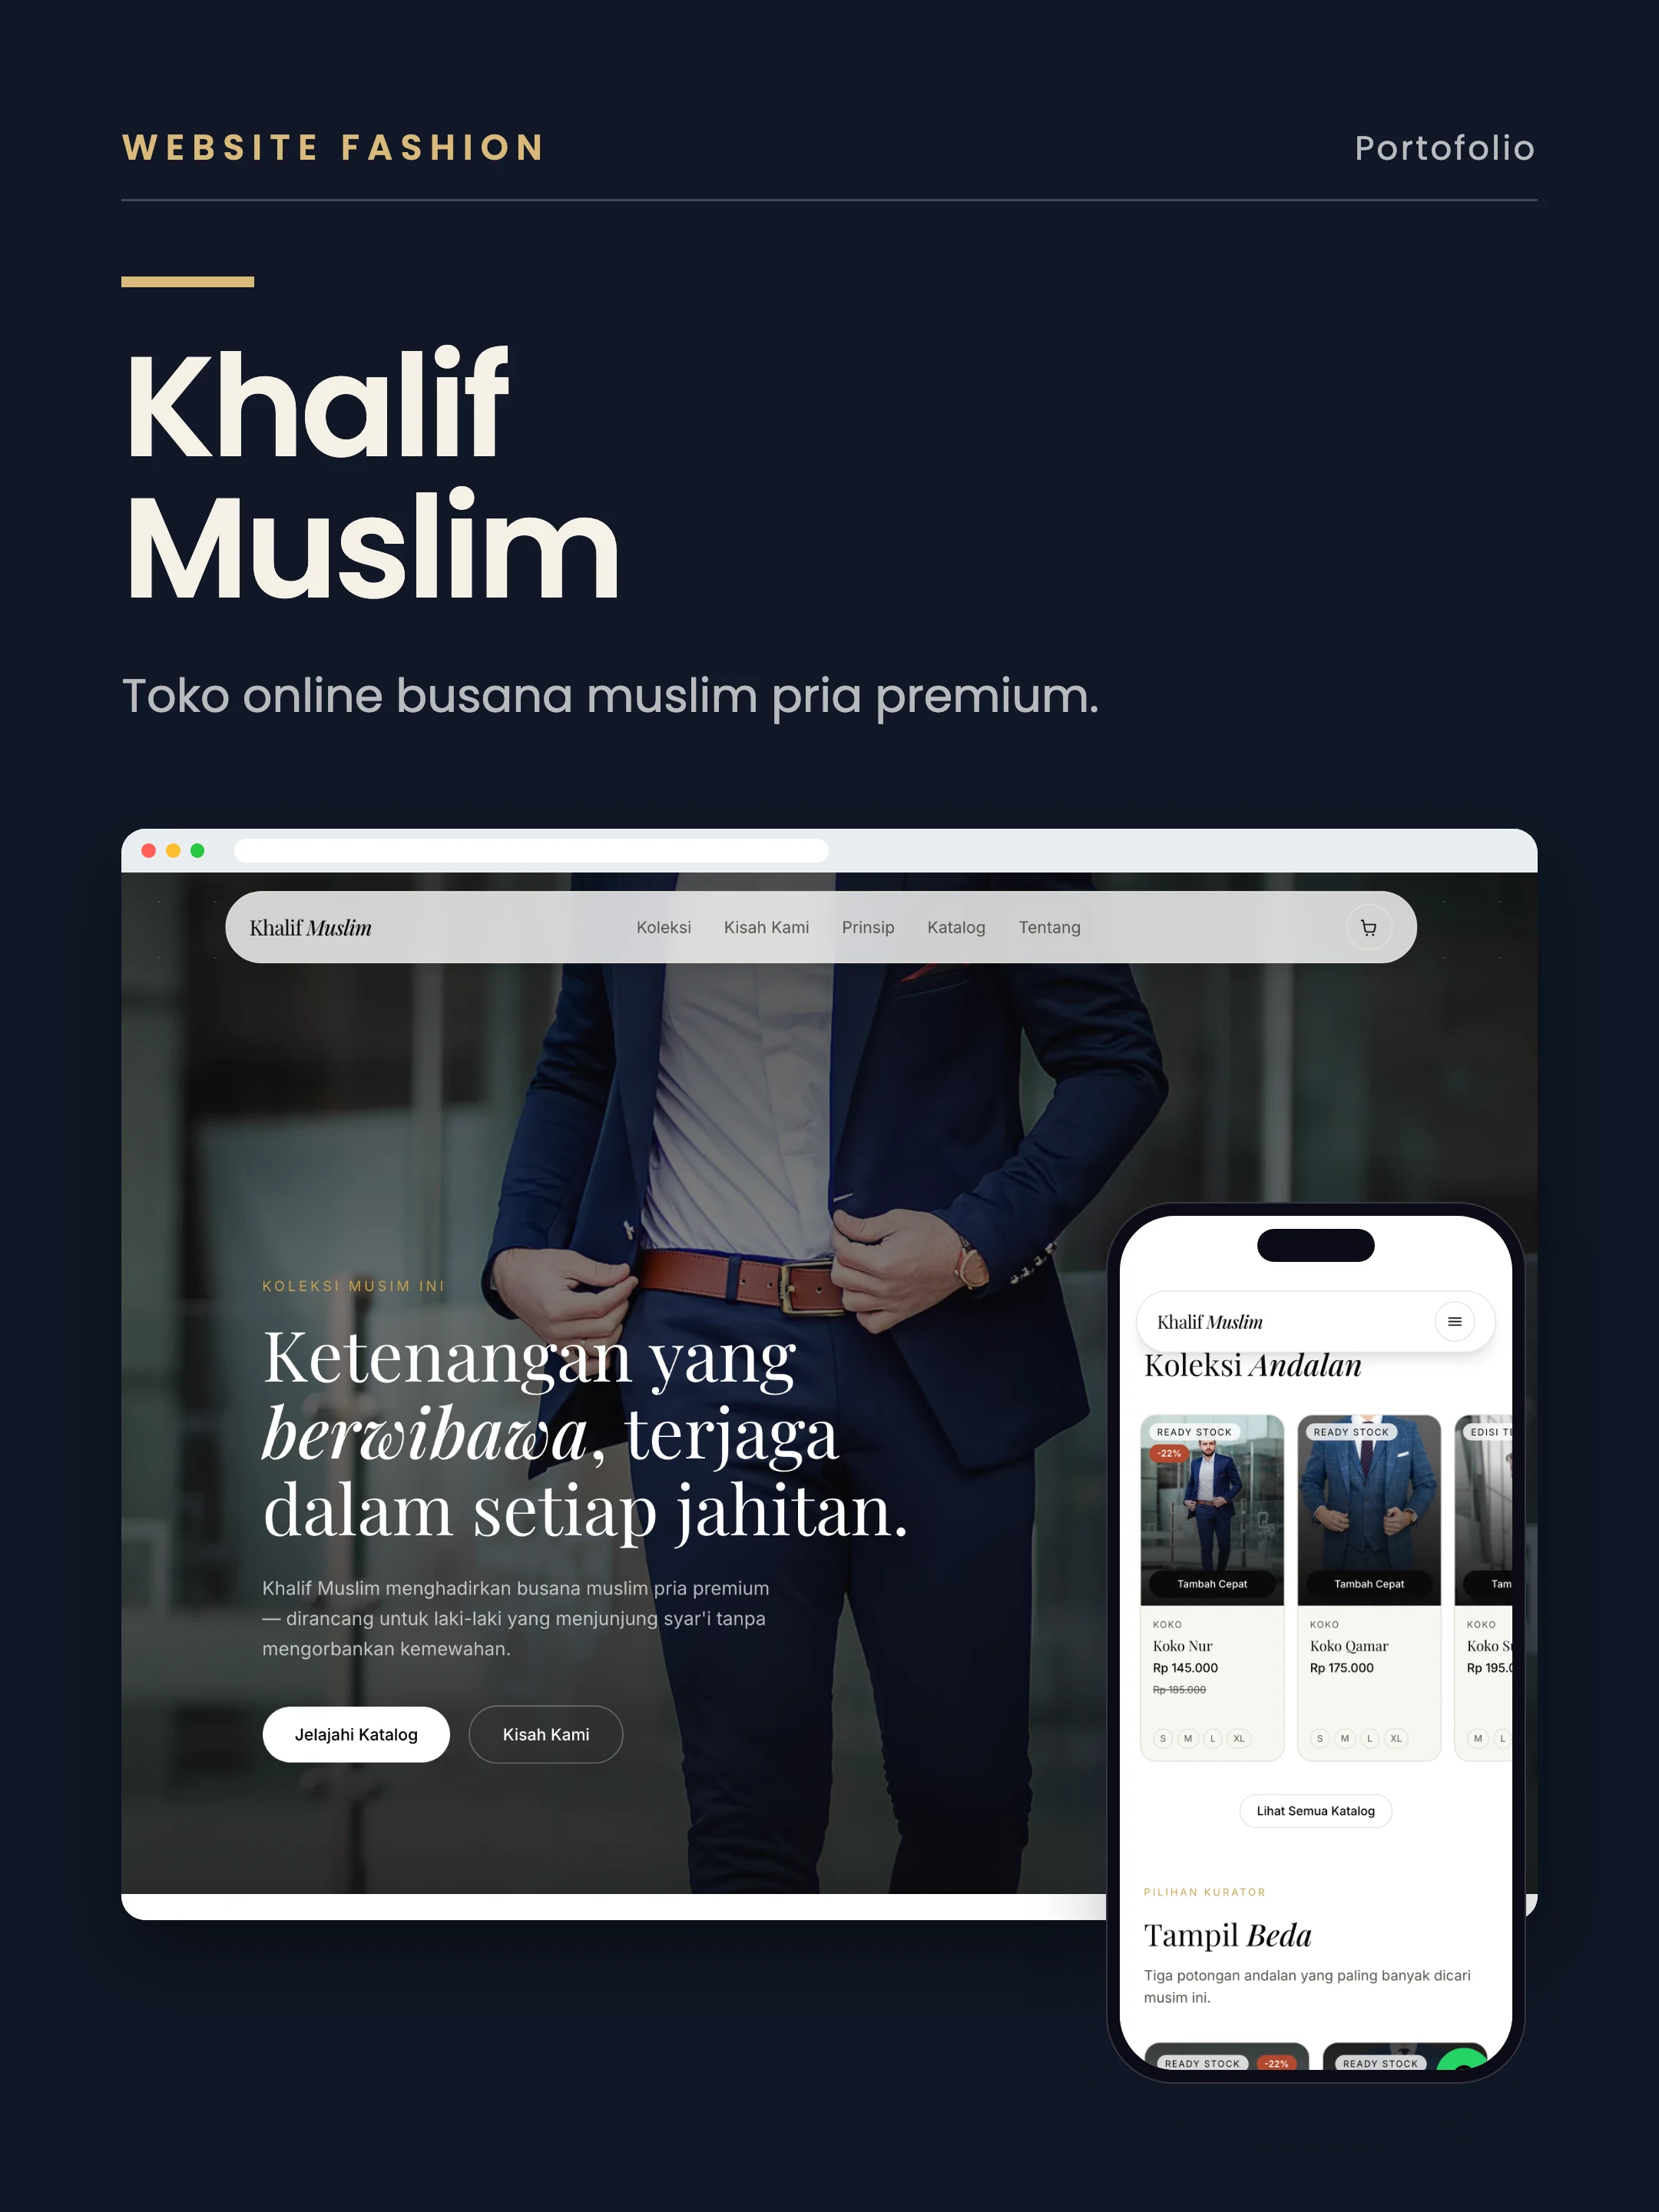 WEBSITE FASHION
Portofolio
Khalif
Muslim
Toko online busana muslim pria premium.
Khalif Muslim
Koleksi Kisah Kami Prinsip Katalog Tentang
KOLEKSI MUSIM INI
Ketenangan yang
berwibawa, terjaga
dalam setiap jahitan.
Khalif Muslim menghadirkan busana muslim pria premium
— dirancang untuk laki-laki yang menjunjung syar'i tanpa
mengorbankan kemewahan.
Jelajahi Katalog
Kisah Kami
Khalif Muslim
Koleksi Andalan
READY STOCK
-22%
Tambah Cepat
KOKO
Koko Nur
Rp 145.000
Rp 185.000
S M L XL
READY STOCK
Tambah Cepat
KOKO
Koko Qamar
Rp 175.000
S M L XL
EDISI
KOKO
Koko
M L
Lihat Semua Katalog
PILIHAN KURATOR
Tampil Beda
Tiga potongan andalan yang paling banyak dicari
musim ini.
READY STOCK -22%
READY STOCK